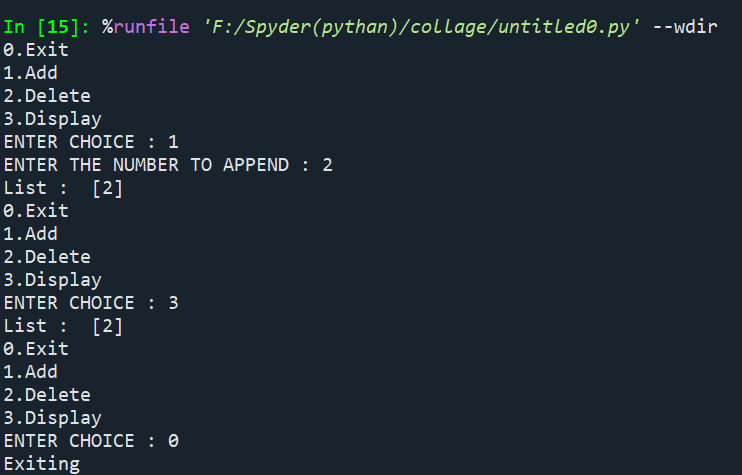 In [15]: %runfile 'F:/Spyder(pythan)/collage/untitled0.py' --wdir
0.Exit
1.Add
2.Delete
3.Display
ENTER CHOICE : 1
ENTER THE NUMBER TO APPEND : 2
List :  [2]
0.Exit
1.Add
2.Delete
3.Display
ENTER CHOICE : 3
List :  [2]
0.Exit
1.Add
2.Delete
3.Display
ENTER CHOICE : 0
Exiting